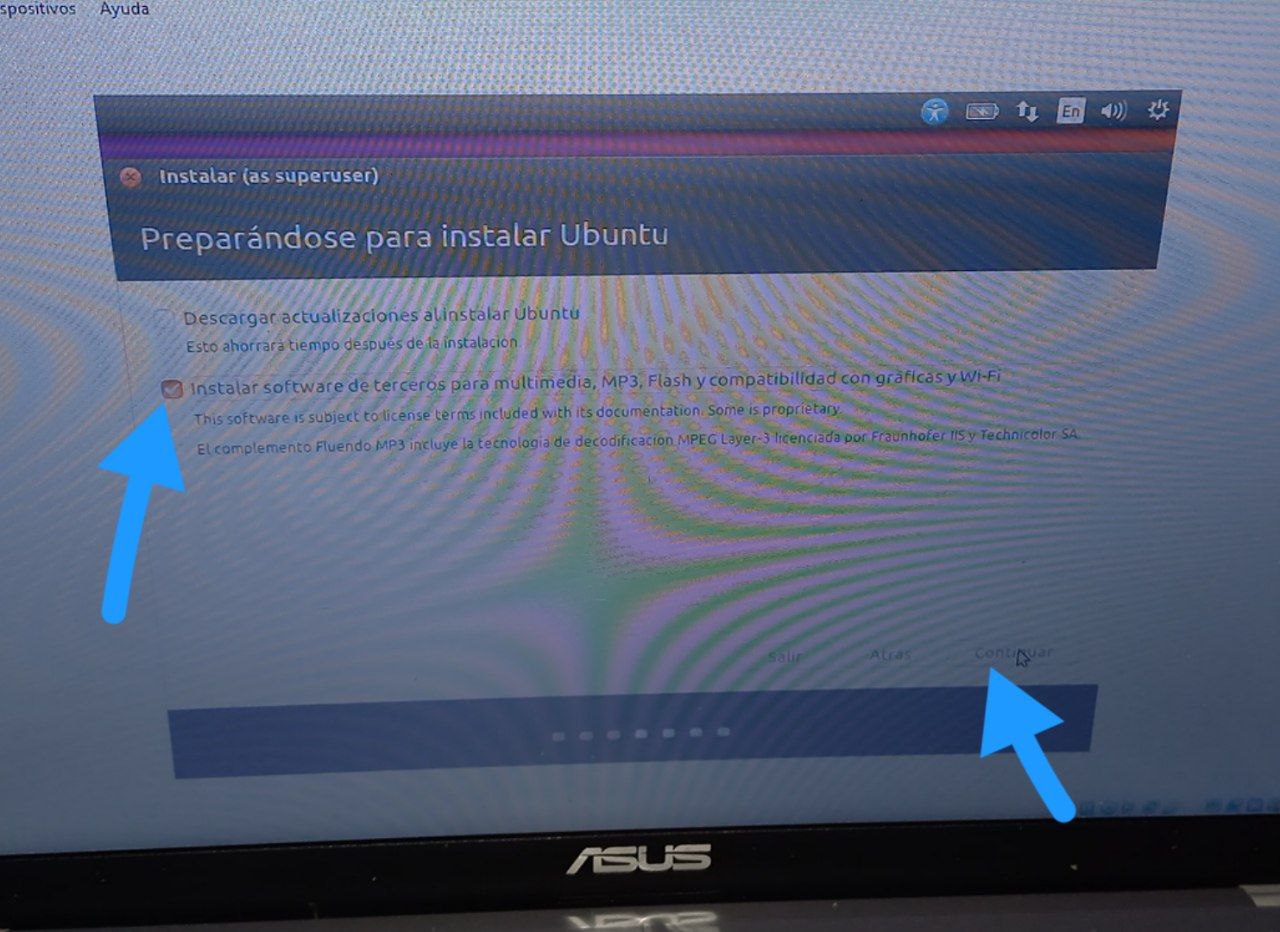 spositivos Ayuda
En
Instalar (as superuser)
Preparándose para instalar Ubuntu
Descargar actualizaciones al instalar Ubuntu
Esto ahorrará tiempo después de la instalación.
Instalar software de terceros para multimedia, MP3, Flash y compatibilidad con gráficas y Wi-Fi
This software is subject to license terms included with its documentation. Some is proprietary.
El complemento Fluendo MP3 incluye la tecnología de decodificación MPEG Layer-3 licenciada por Fraunhofer IIS y Technicolor SA.
Salir Atrás Continuar
ASUS